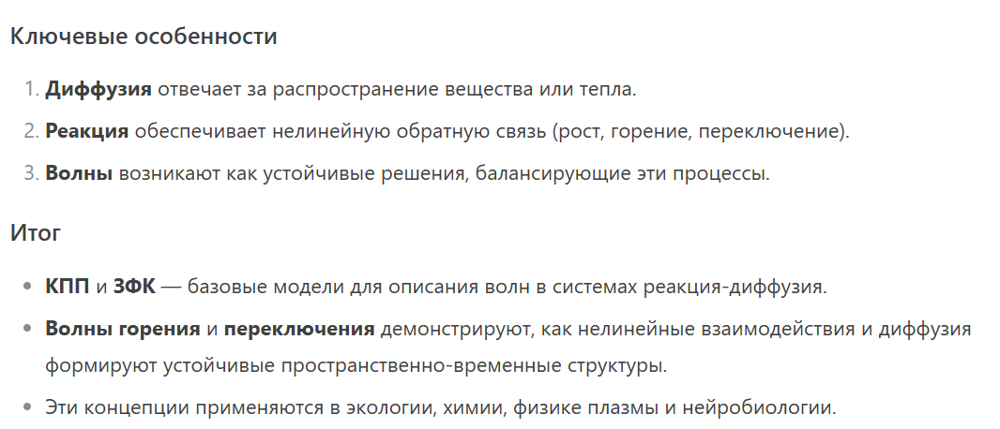 Ключевые особенности
1. Диффузия отвечает за распространение вещества или тепла.
2. Реакция обеспечивает нелинейную обратную связь (рост, горение, переключение).
3. Волны возникают как устойчивые решения, балансирующие эти процессы.
Итог
• КПП и ЗФК — базовые модели для описания волн в системах реакция-диффузия.
• Волны горения и переключения демонстрируют, как нелинейные взаимодействия и диффузия
формируют устойчивые пространственно-временные структуры.
• Эти концепции применяются в экологии, химии, физике плазмы и нейробиологии.